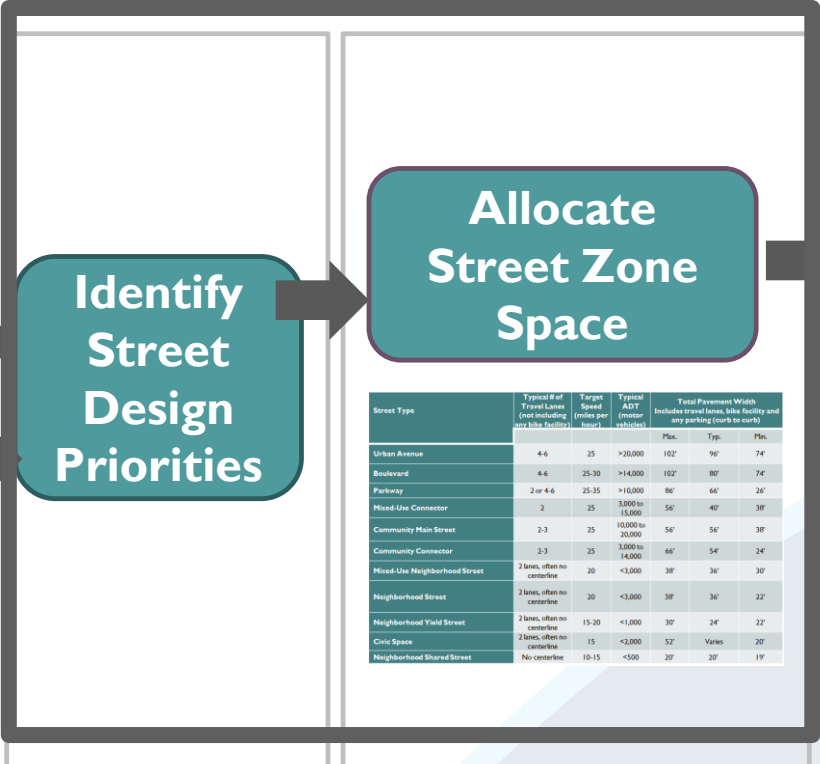 Identify
Street
Design
Priorities
Allocate
Street Zone
Space
Street Type
Typical # of
Travel Lanes
(not including
any bike facility)
Target
Speed
(miles per
hour)
Typical
ADT
(motor
vehicles)
Total Pavement Width
Includes travel lanes, bike facility and
any parking (curb to curb)
Max. Typ. Min.
Urban Avenue 4-6 25 >20,000 102' 96' 74'
Boulevard 4-6 25-30 >14,000 102' 80' 74'
Parkway 2 or 4-6 25-35 >10,000 86' 66' 26'
Mixed-Use Connector 2 25 3,000 to
15,000 56' 40' 38'
Community Main Street 2-3 25 10,000 to
20,000 56' 56' 38'
Community Connector 2-3 25 3,000 to
14,000 66' 54' 24'
Mixed-Use Neighborhood Street 2 lanes, often no
centerline 20 <3,000 38' 36' 30'
Neighborhood Street 2 lanes, often no
centerline 20 <3,000 38' 36' 22'
Neighborhood Yield Street 2 lanes, often no
centerline 15-20 <1,000 30' 24' 22'
Civic Space 2 lanes, often no
centerline 15 <2,000 52' Varies 20'
Neighborhood Shared Street No centerline 10-15 <500 20' 20' 19'